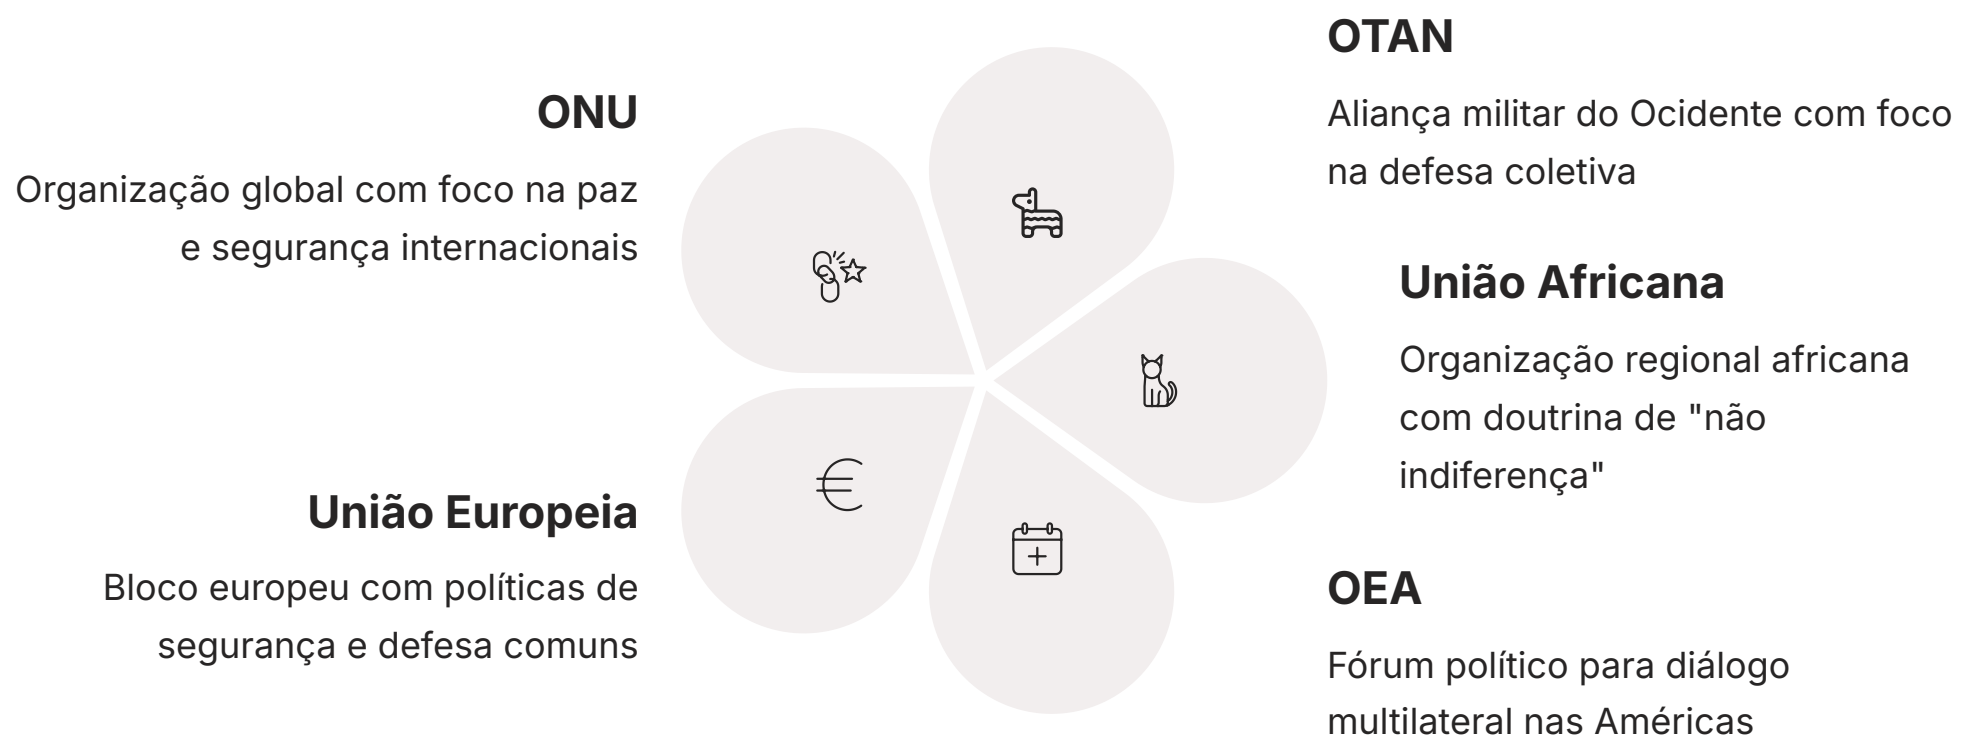 ONU
Organização global com foco na paz
e segurança internacionais
OTAN
Aliança militar do Ocidente com foco
na defesa coletiva
União Africana
Organização regional africana
com doutrina de "não
indiferença"
União Europeia
Bloco europeu com políticas de
segurança e defesa comuns
OEA
Fórum político para diálogo
multilateral nas Américas